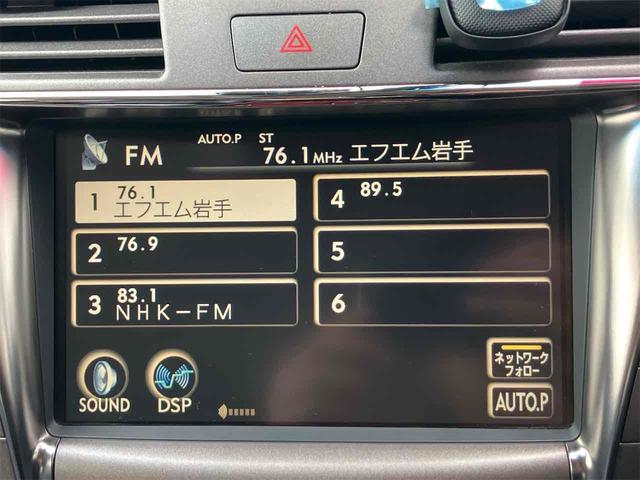 AUTO.P ST
FM 76.1MHz エフエム岩手
1 76.1
エフエム岩手
4 89.5
2 76.9
5
3 83.1
NHK-FM
6
SOUND
DSP
ネットワーク
フォロー
AUTO.P